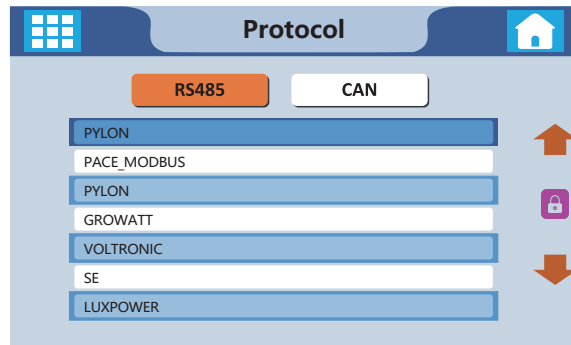 Protocol
RS485 CAN
PYLON
PACE_MODBUS
PYLON
GROWATT
VOLTRONIC
SE
LUXPOWER